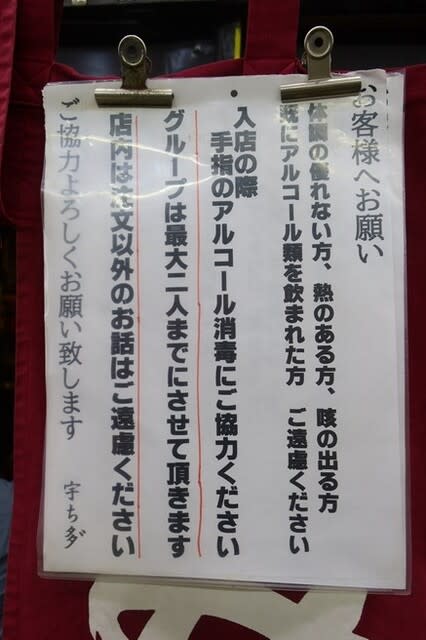 お客様へお願い
体調の優れない方、熱のある方、咳の出る方
既にアルコール類を飲まれた方　ご遠慮ください
入店の際
手指のアルコール消毒にご協力ください
グループは最大二人までにさせて頂きます
店内は注文以外のお話はご遠慮ください
ご協力よろしくお願い致します
宇ち多゛